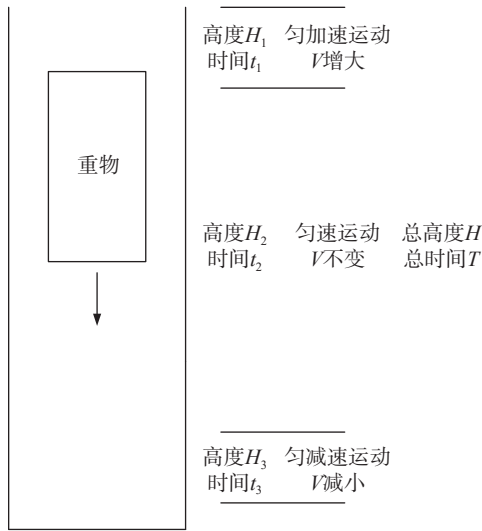 高度H₁ 匀加速运动
时间t₁ V增大
重物
高度H₂ 匀速运动 总高度H
时间t₂ V不变 总时间T
高度H₃ 匀减速运动
时间t₃ V减小